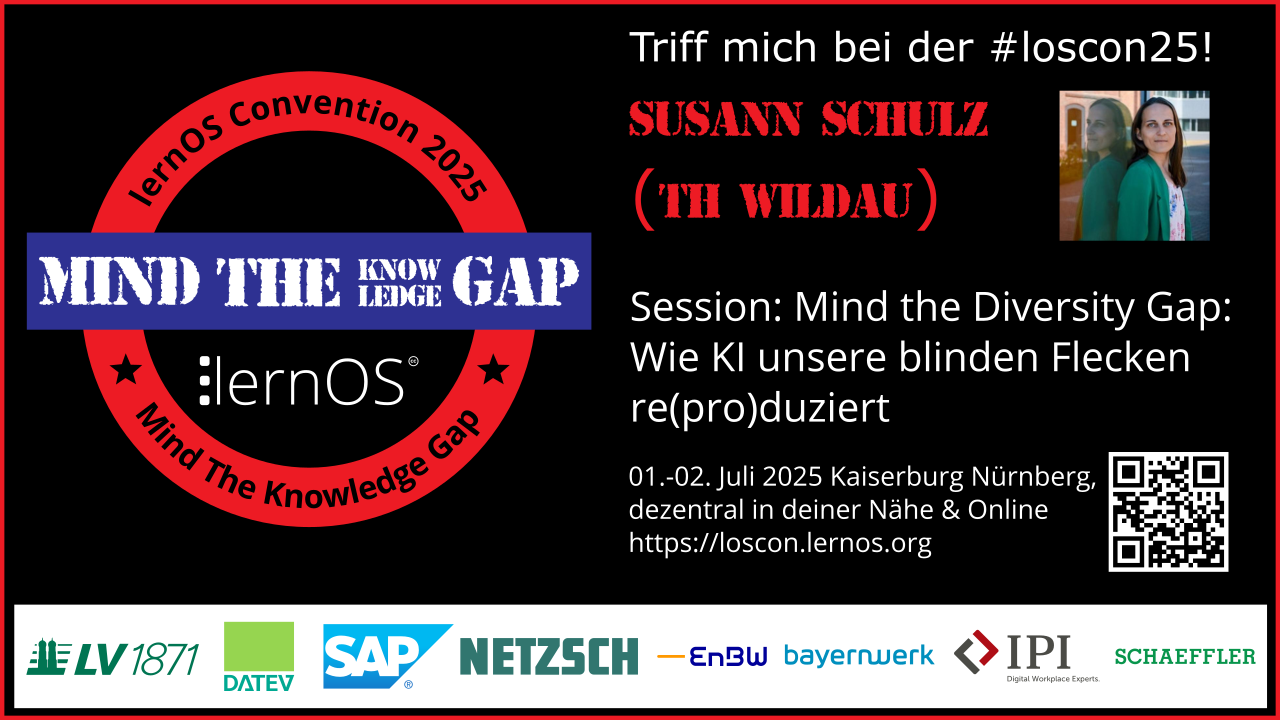 lernOS Convention 2025
MIND THE KNOW LEDGE GAP
lernOS
Mind The Knowledge Gap
Triff mich bei der #loscon25!
SUSANN SCHULZ
(TH WILDAU)
Session: Mind the Diversity Gap:
Wie KI unsere blinden Flecken
re(pro)duziert
01.-02. Juli 2025 Kaiserburg Nürnberg,
dezentral in deiner Nähe & Online
https://loscon.lernos.org
LV 1871
DATEV
SAP®
NETZSCH
EnBW
bayernwerk
IPI
Digital Workplace Experts.
SCHAEFFLER